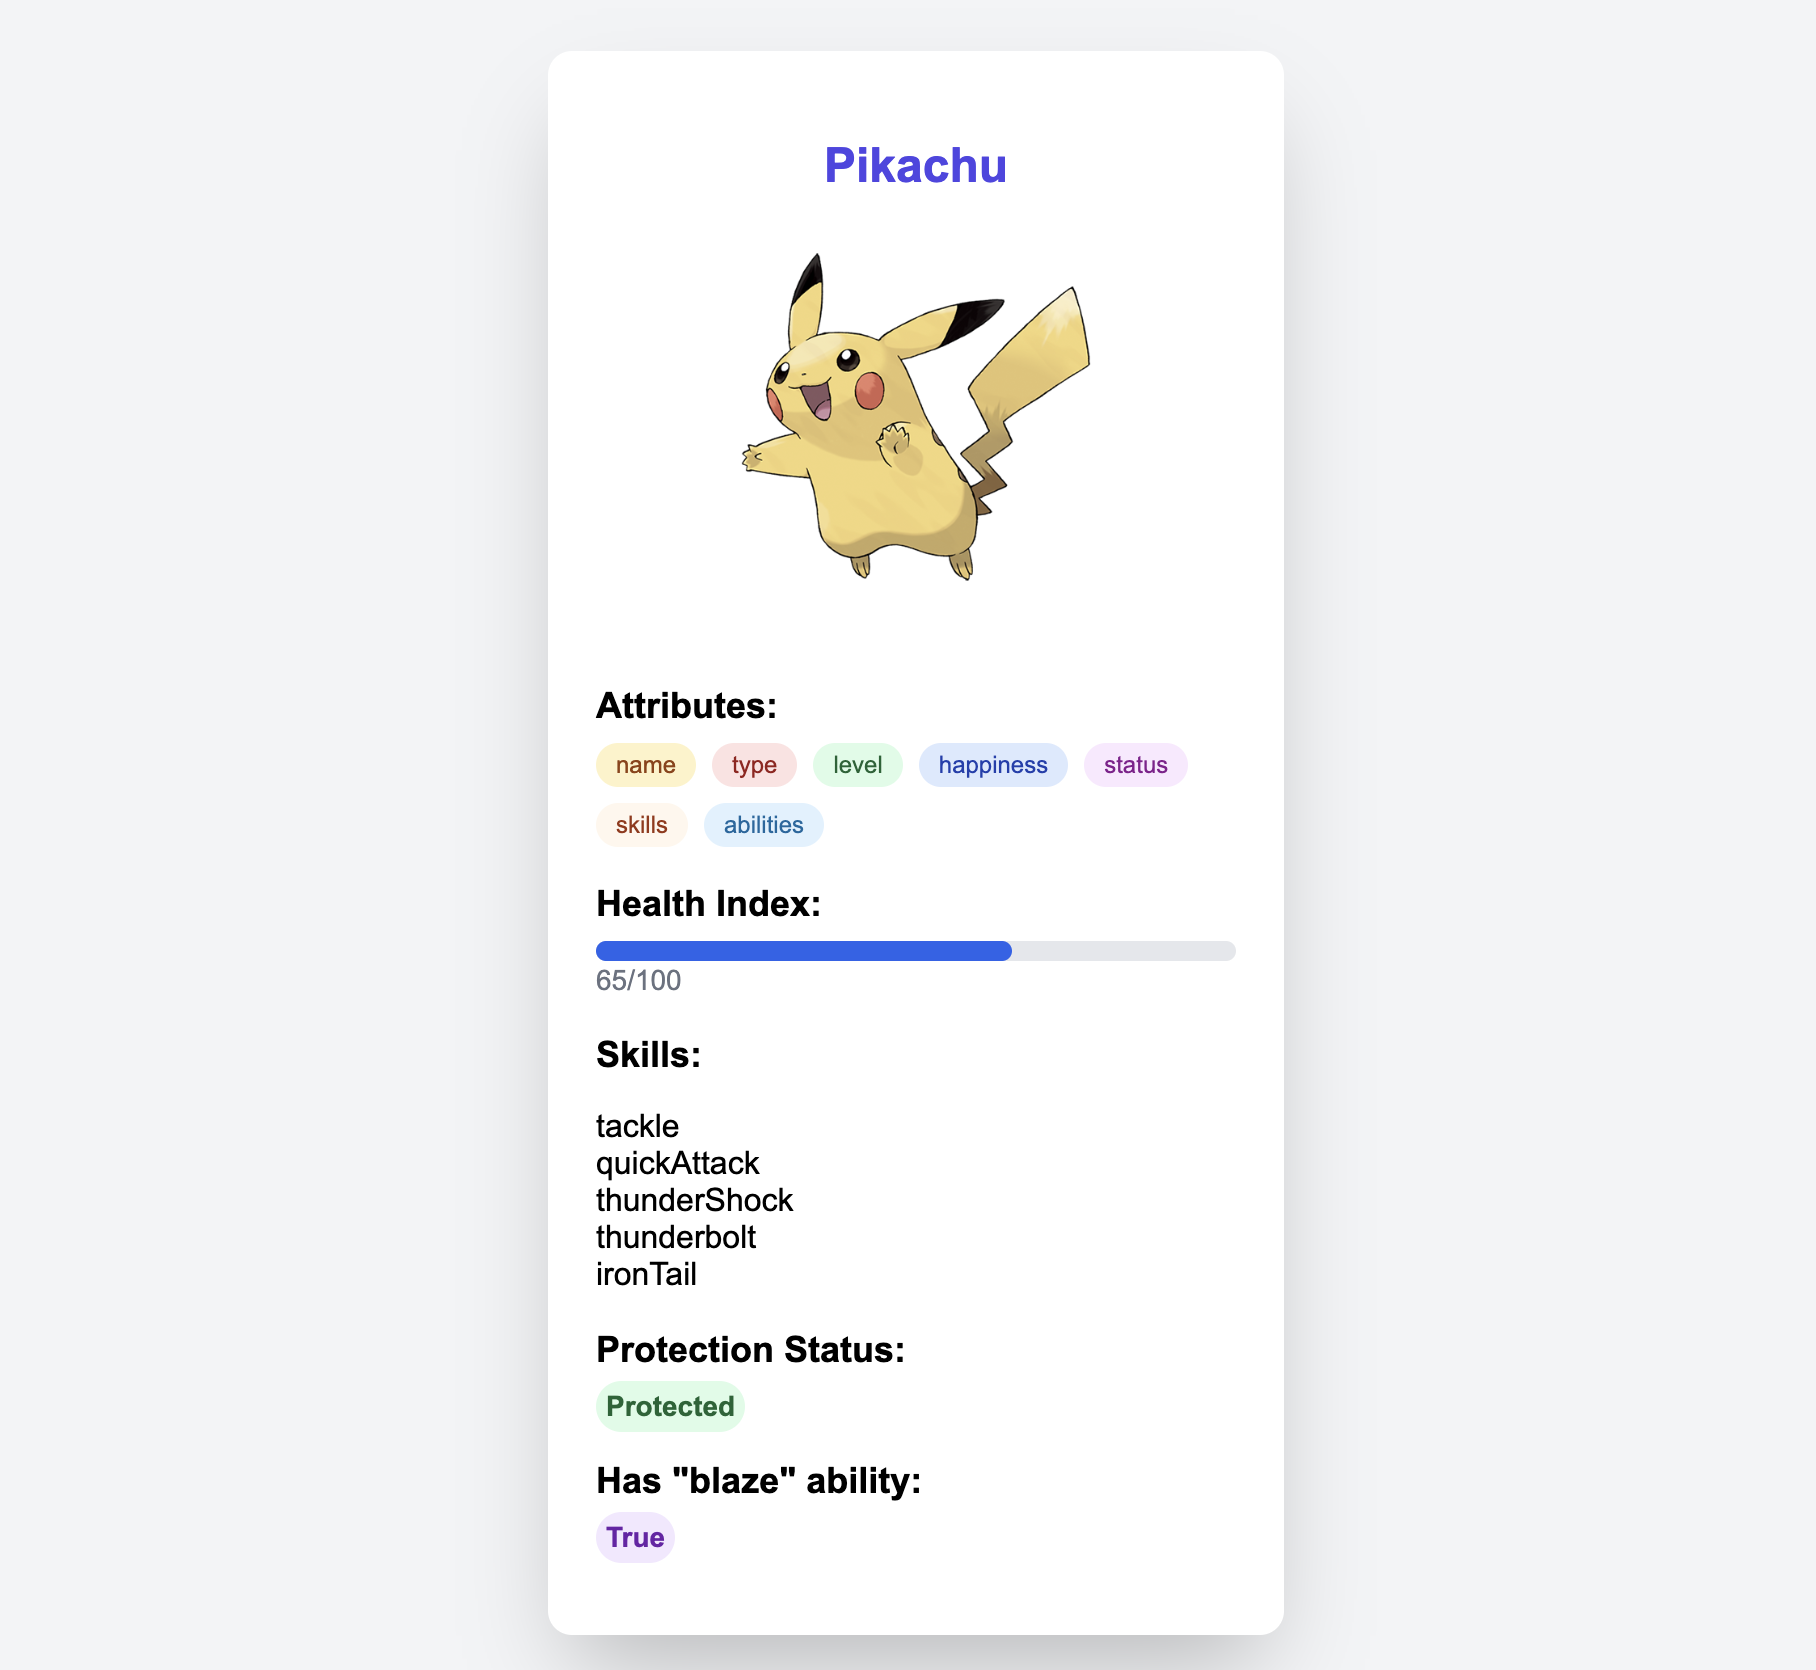 Pikachu
Attributes:
name type level happiness status
skills abilities
Health Index:
65/100
Skills:
tackle
quickAttack
thunderShock
thunderbolt
ironTail
Protection Status:
Protected
Has "blaze" ability:
True